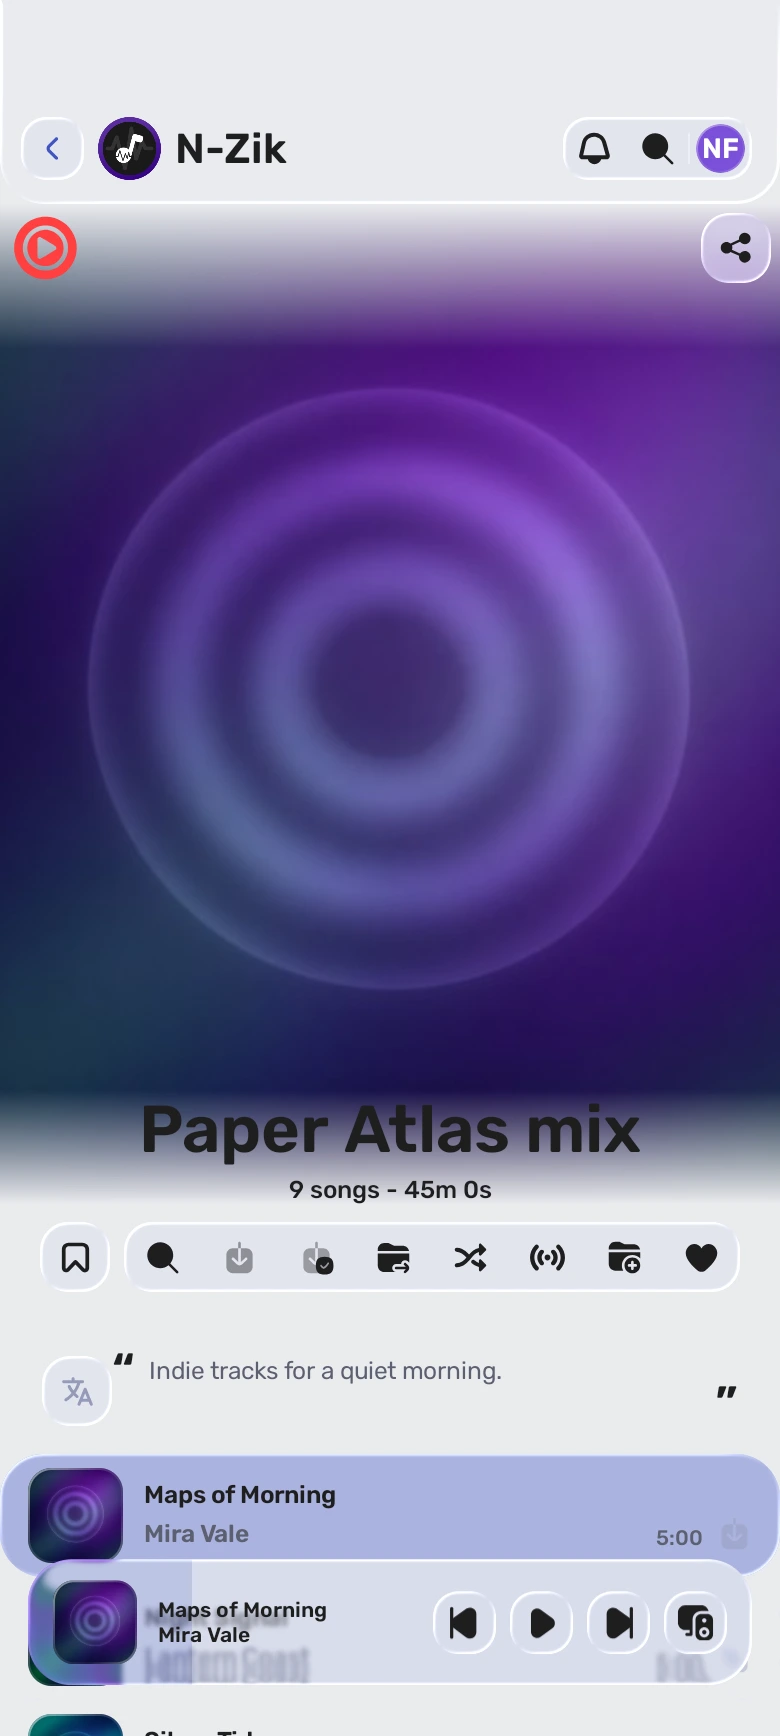 N-Zik
NF
Paper Atlas mix
9 songs - 45m 0s
“ Indie tracks for a quiet morning. ”
Maps of Morning
Mira Vale
5:00
Maps of Morning
Mira Vale